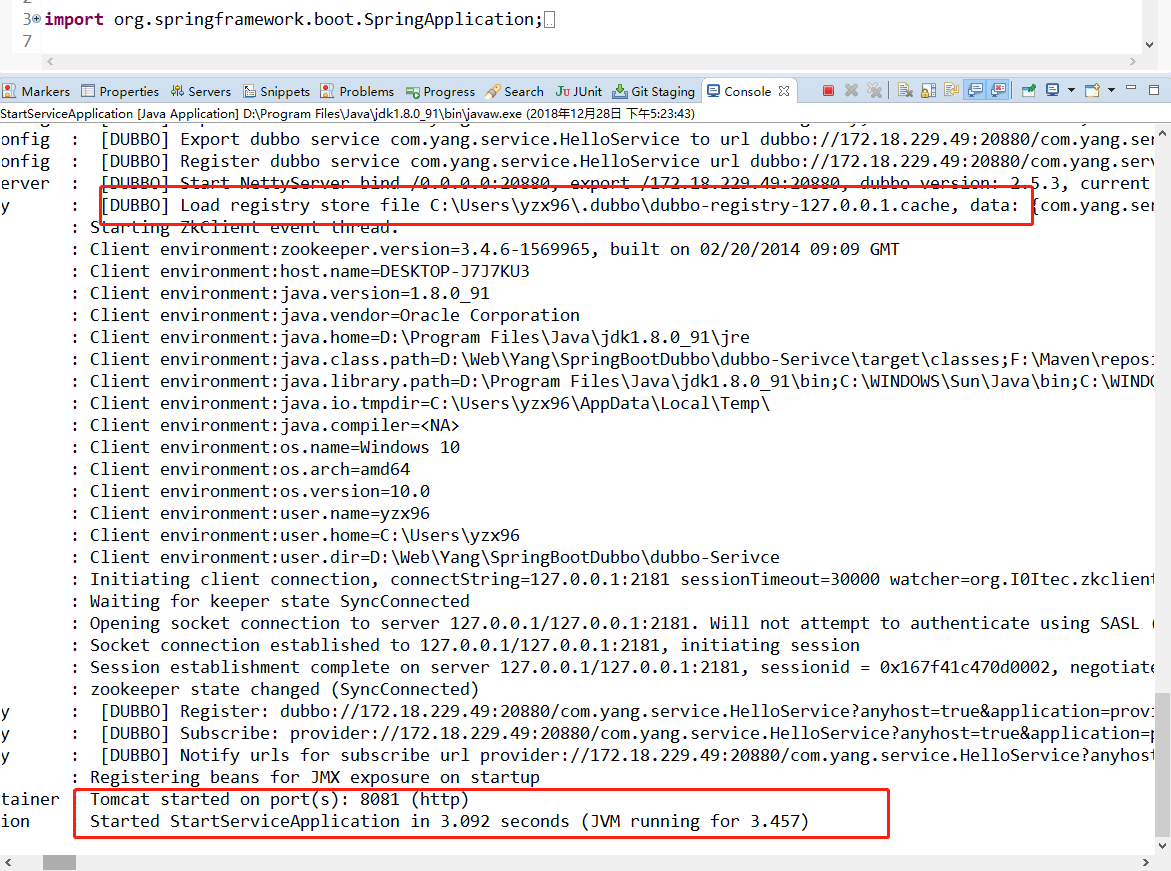 3 import org.springframework.boot.SpringApplication;
7
Markers Properties Servers Snippets Problems Progress Search JUnit Git Staging Console
StartServiceApplication [Java Application] D:\Program Files\Java\jdk1.8.0_91\bin\javaw.exe (2018年12月28日 下午5:23:43)
onfig : [DUBBO] Export dubbo service com.yang.service.HelloService to url dubbo://172.18.229.49:20880/com.yang.ser
onfig : [DUBBO] Register dubbo service com.yang.service.HelloService url dubbo://172.18.229.49:20880/com.yang.serv
erver : [DUBBO] Start NettyServer bind /0.0.0.0:20880, export /172.18.229.49:20880, dubbo version: 2.5.3, current
y : [DUBBO] Load registry store file C:\Users\yzx96\.dubbo\dubbo-registry-127.0.0.1.cache, data: {com.yang.ser
: Starting ZkClient event thread.
: Client environment:zookeeper.version=3.4.6-1569965, built on 02/20/2014 09:09 GMT
: Client environment:host.name=DESKTOP-J7J7KU3
: Client environment:java.version=1.8.0_91
: Client environment:java.vendor=Oracle Corporation
: Client environment:java.home=D:\Program Files\Java\jdk1.8.0_91\jre
: Client environment:java.class.path=D:\Web\Yang\SpringBootDubbo\dubbo-Serivce\target\classes;F:\Maven\reposi
: Client environment:java.library.path=D:\Program Files\Java\jdk1.8.0_91\bin;C:\WINDOWS\Sun\Java\bin;C:\WINDO
: Client environment:java.io.tmpdir=C:\Users\yzx96\AppData\Local\Temp\
: Client environment:java.compiler=<NA>
: Client environment:os.name=Windows 10
: Client environment:os.arch=amd64
: Client environment:os.version=10.0
: Client environment:user.name=yzx96
: Client environment:user.home=C:\Users\yzx96
: Client environment:user.dir=D:\Web\Yang\SpringBootDubbo\dubbo-Serivce
: Initiating client connection, connectString=127.0.0.1:2181 sessionTimeout=30000 watcher=org.I0Itec.zkclient
: Waiting for keeper state SyncConnected
: Opening socket connection to server 127.0.0.1/127.0.0.1:2181. Will not attempt to authenticate using SASL (
: Socket connection established to 127.0.0.1/127.0.0.1:2181, initiating session
: Session establishment complete on server 127.0.0.1/127.0.0.1:2181, sessionid = 0x167f41c470d0002, negotiate
: zookeeper state changed (SyncConnected)
y : [DUBBO] Register: dubbo://172.18.229.49:20880/com.yang.service.HelloService?anyhost=true&application=provi
y : [DUBBO] Subscribe: provider://172.18.229.49:20880/com.yang.service.HelloService?anyhost=true&application=p
y : [DUBBO] Notify urls for subscribe url provider://172.18.229.49:20880/com.yang.service.HelloService?anyhost
: Registering beans for JMX exposure on startup
tainer : Tomcat started on port(s): 8081 (http)
ion : Started StartServiceApplication in 3.092 seconds (JVM running for 3.457)